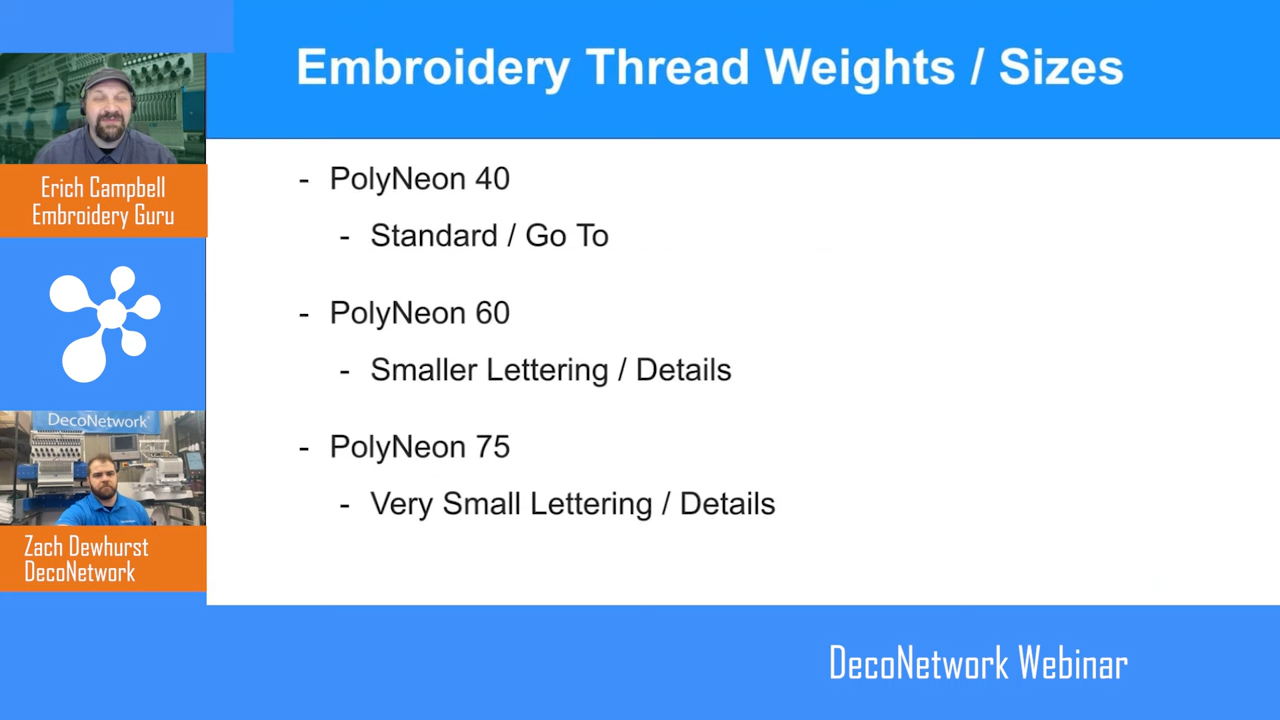 Embroidery Thread Weights / Sizes
- PolyNeon 40
- Standard / Go To
- PolyNeon 60
- Smaller Lettering / Details
- PolyNeon 75
- Very Small Lettering / Details
Erich Campbell
Embroidery Guru
DecoNetwork
Zach Dewhurst
DecoNetwork
DecoNetwork Webinar